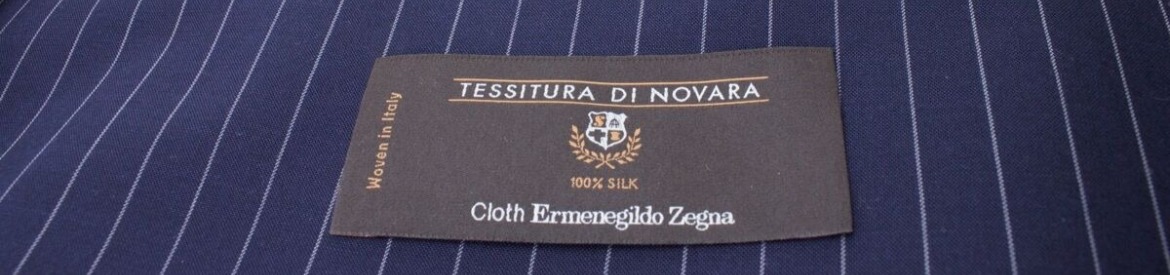 Woven in Italy
TESSITURA DI NOVARA
100% SILK
Cloth Ermenegildo Zegna